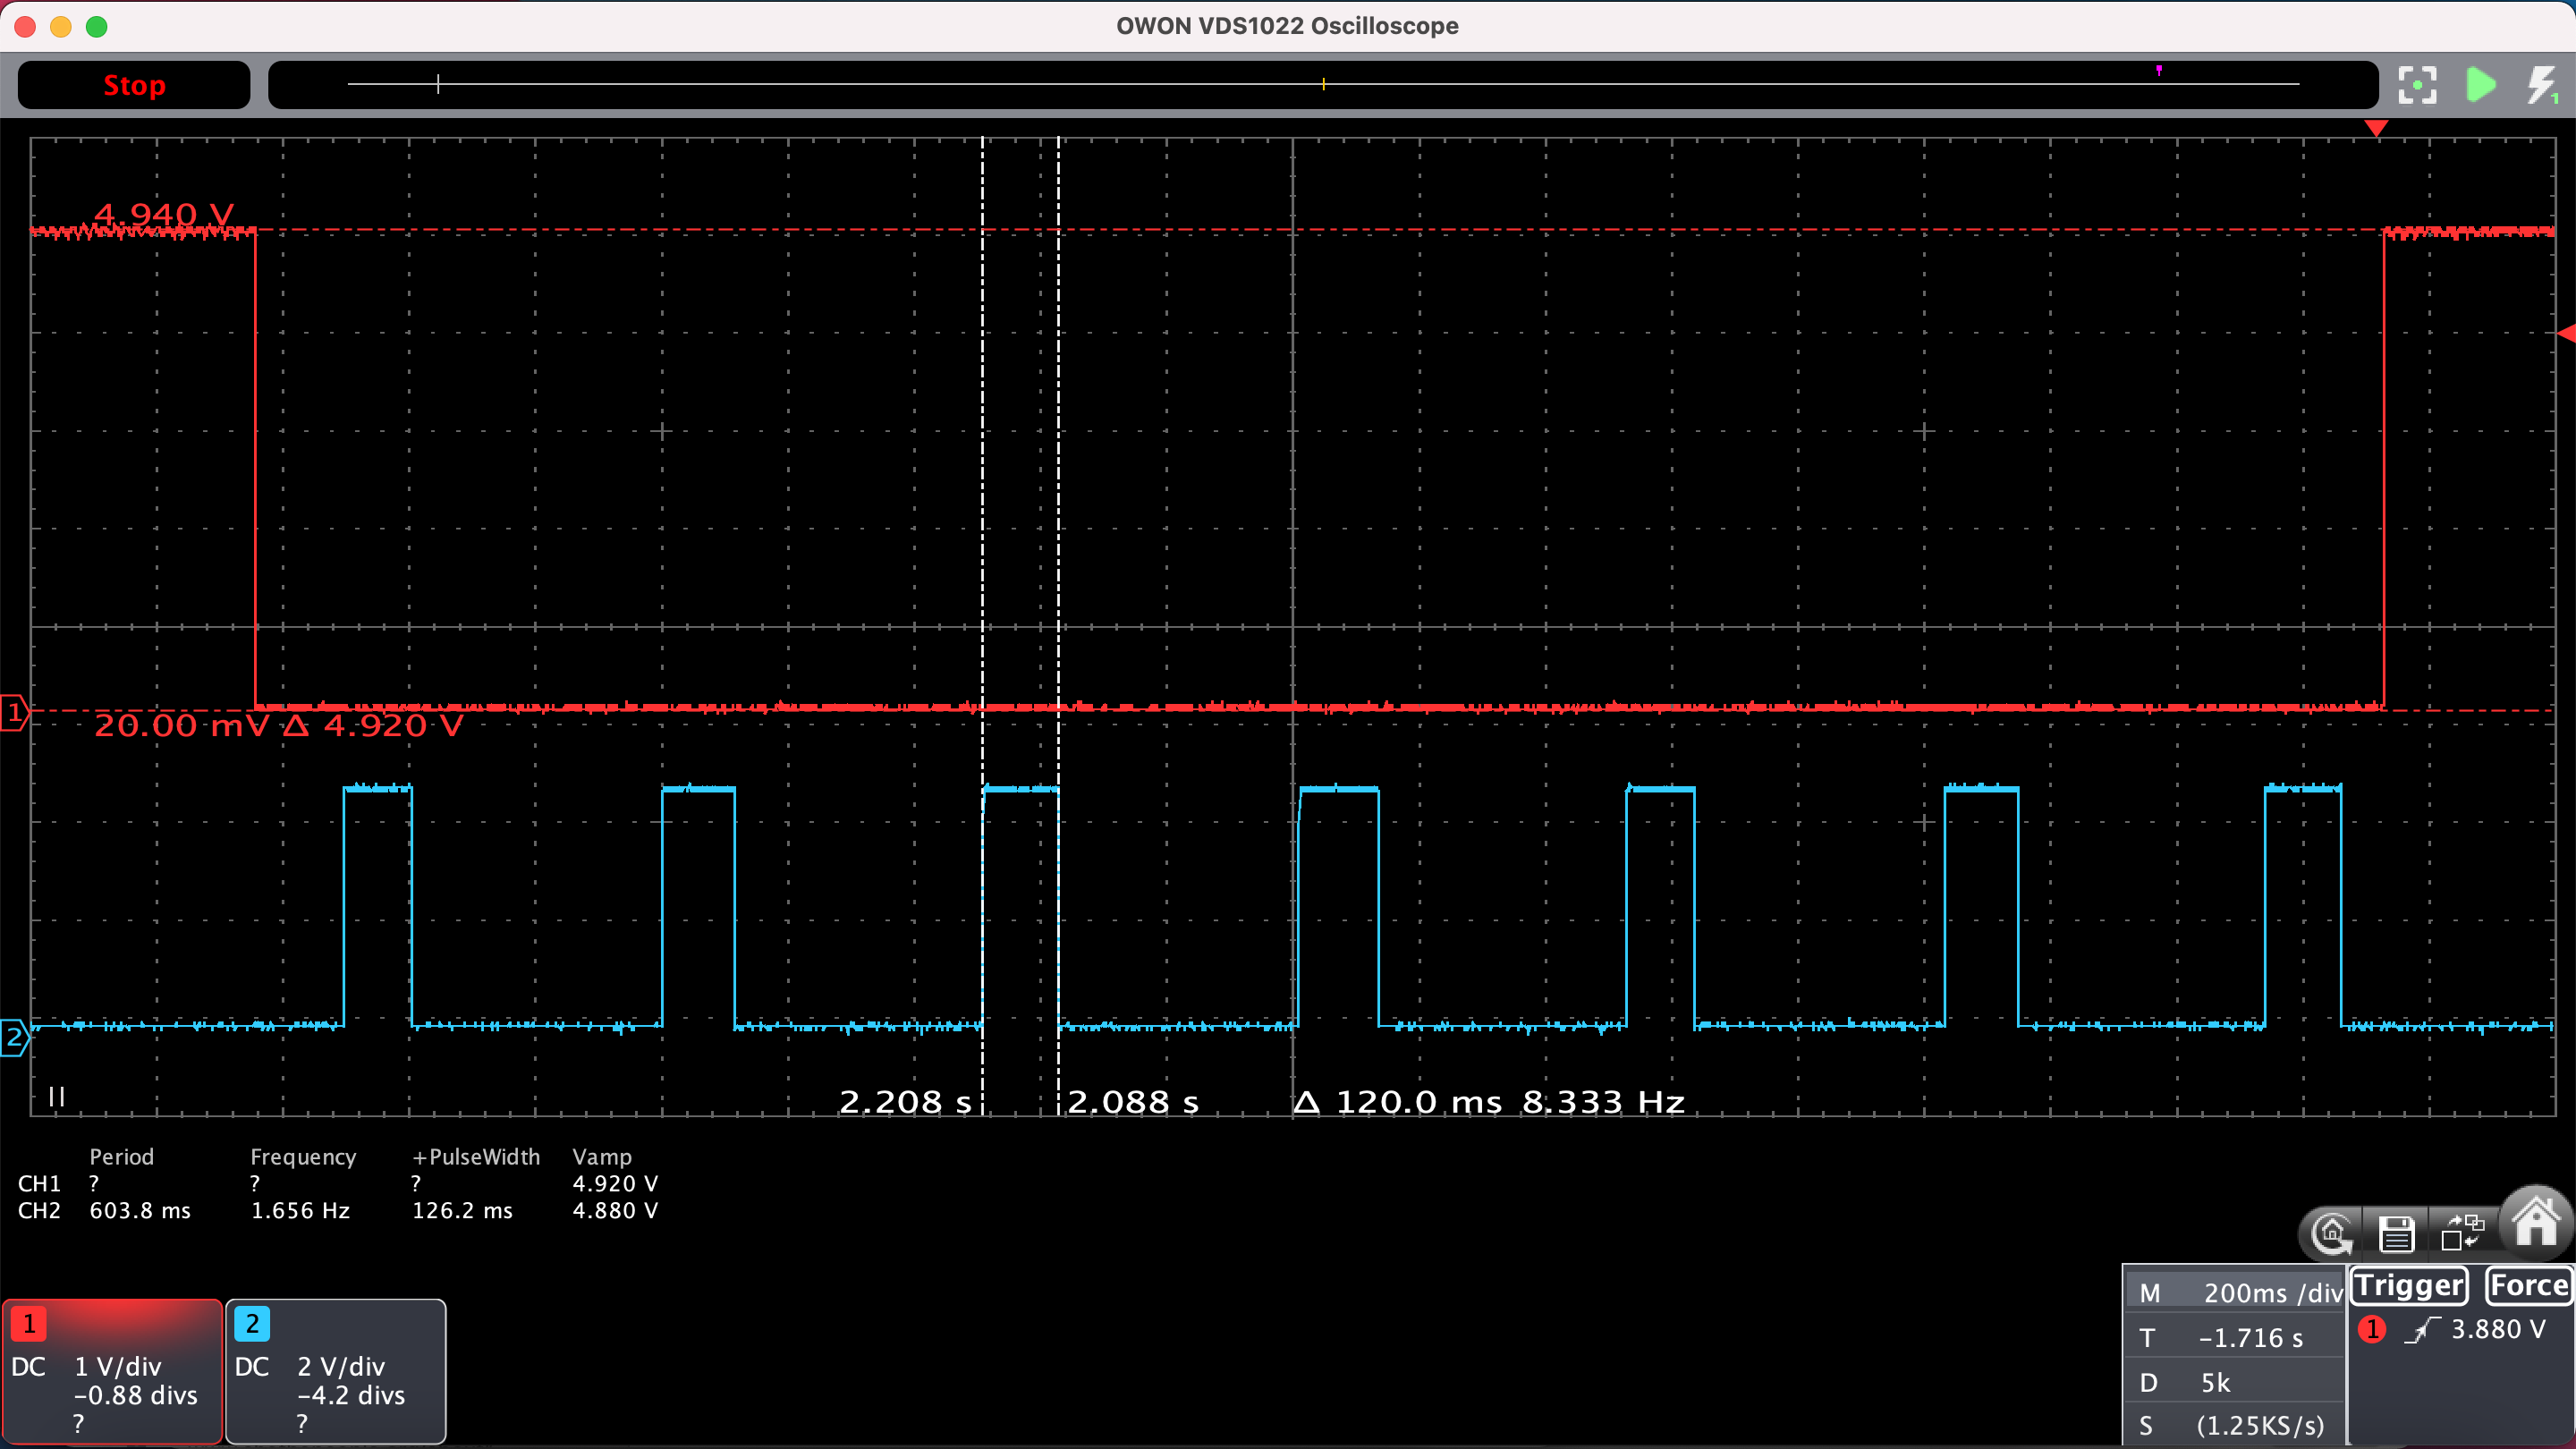 OWON VDS1022 Oscilloscope
Stop
1
4.940 V
1
20.00 mV Δ 4.920 V
2
II
2.208 s
2.088 s
Δ 120.0 ms 8.333 Hz
Period Frequency +PulseWidth Vamp
CH1 ? ? ? 4.920 V
CH2 603.8 ms 1.656 Hz 126.2 ms 4.880 V
1
DC 1 V/div
-0.88 divs
?
2
DC 2 V/div
-4.2 divs
?
M 200ms /div
T -1.716 s
D 5k
S (1.25KS/s)
Trigger Force
1 3.880 V